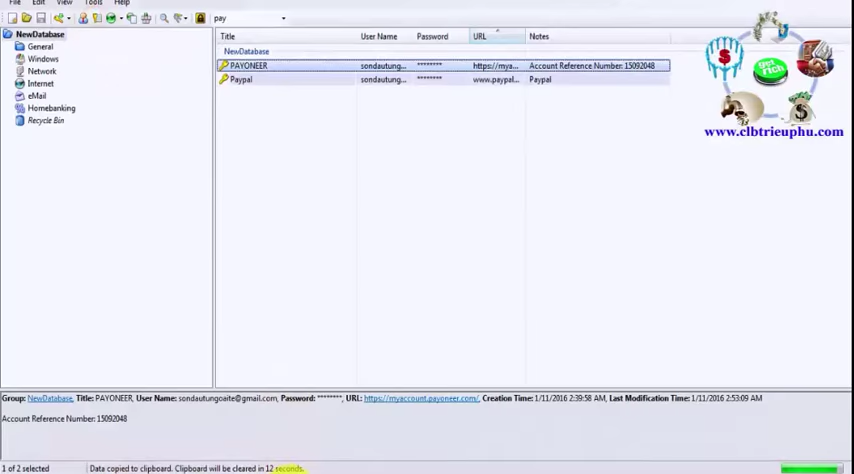 File Edit View Tools Help
pay
NewDatabase
General
Windows
Network
Internet
eMail
Homebanking
Recycle Bin
Title User Name Password URL Notes
NewDatabase
PAYONEER sondautung... ******** https://mya... Account Reference Number: 15092048
Paypal sondautung... ******** www.paypal... Paypal
get rich
www.clbtrieuphu.com
Group: NewDatabase, Title: PAYONEER, User Name: sondautungoaite@gmail.com, Password: ********, URL: https://myaccount.payoneer.com/, Creation Time: 1/11/2016 2:39:58 AM, Last Modification Time: 1/11/2016 2:53:09 AM
Account Reference Number: 15092048
1 of 2 selected Data copied to clipboard. Clipboard will be cleared in 12 seconds.